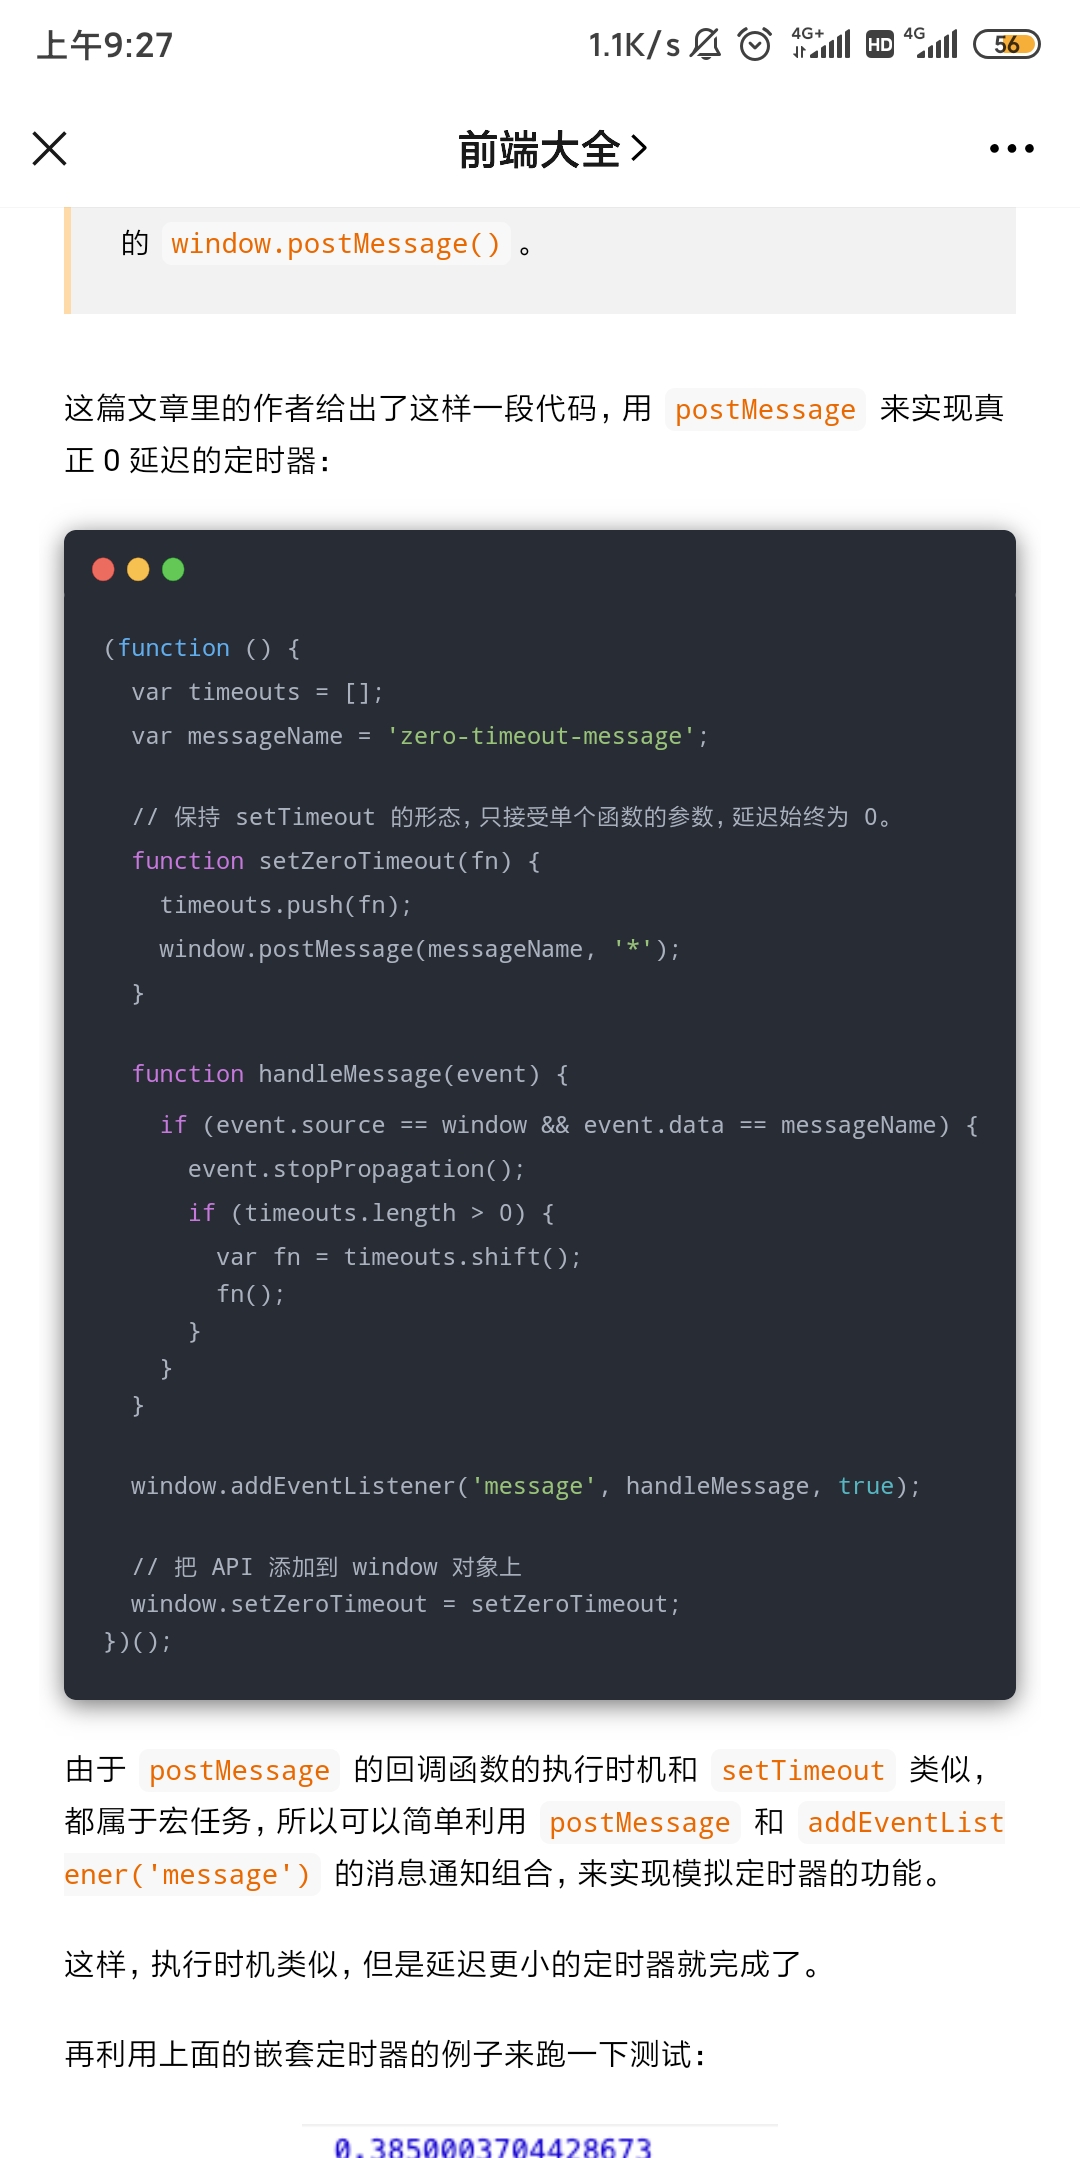 上午9:27
1.1K/s 4G+ HD 4G 56
前端大全
的 window.postMessage() 。
这篇文章里的作者给出了这样一段代码，用 postMessage 来实现真
正 0 延迟的定时器：
(function () {
var timeouts = [];
var messageName = 'zero-timeout-message';
// 保持 setTimeout 的形态，只接受单个函数的参数，延迟始终为 0。
function setZeroTimeout(fn) {
timeouts.push(fn);
window.postMessage(messageName, '*');
}
function handleMessage(event) {
if (event.source == window && event.data == messageName) {
event.stopPropagation();
if (timeouts.length > 0) {
var fn = timeouts.shift();
fn();
}
}
}
window.addEventListener('message', handleMessage, true);
// 把 API 添加到 window 对象上
window.setZeroTimeout = setZeroTimeout;
})();
由于 postMessage 的回调函数的执行时机和 setTimeout 类似，
都属于宏任务，所以可以简单利用 postMessage 和 addEventList
ener('message') 的消息通知组合，来实现模拟定时器的功能。
这样，执行时机类似，但是延迟更小的定时器就完成了。
再利用上面的嵌套定时器的例子来跑一下测试：
0.3850003704428673